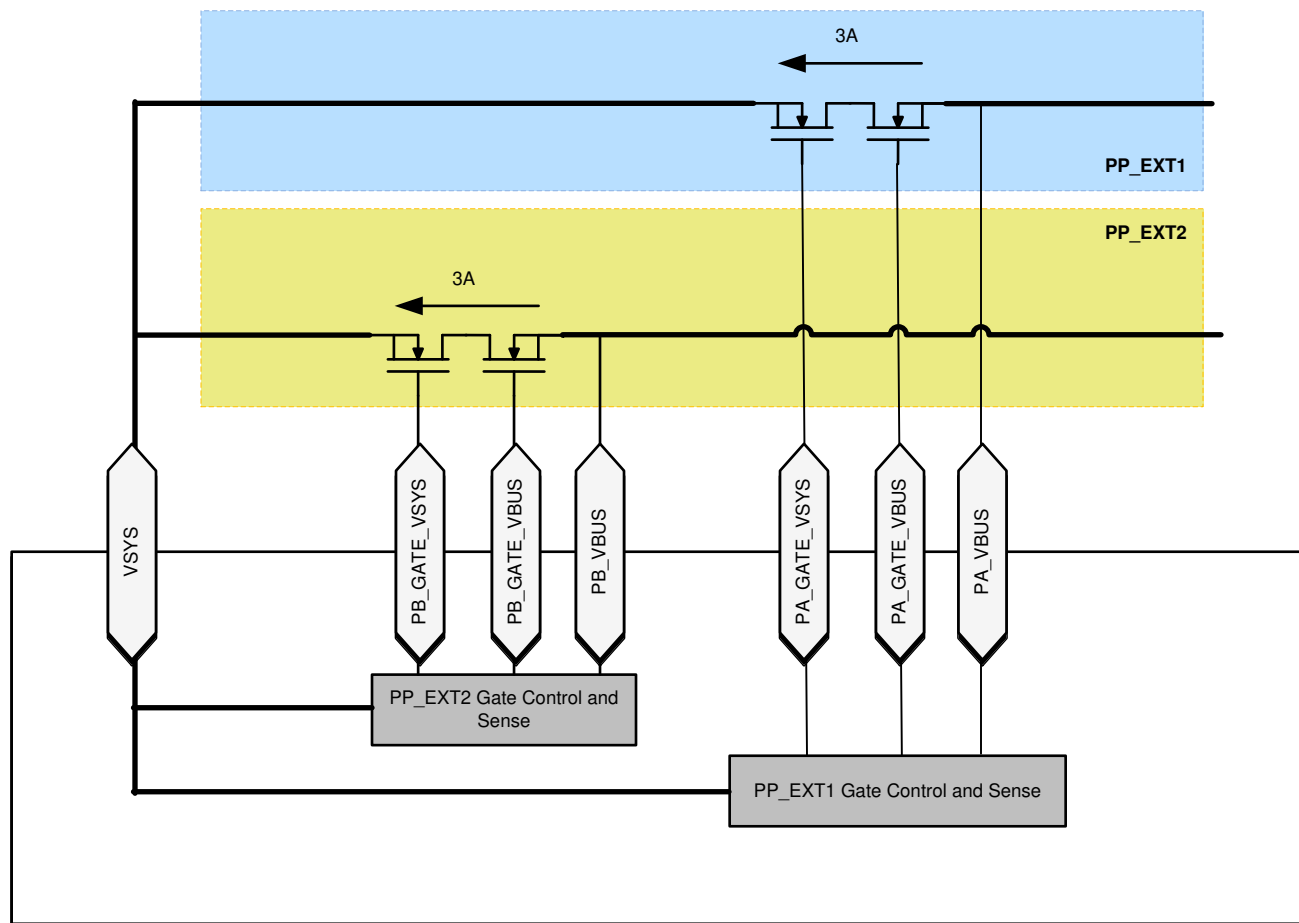 3A
PP_EXT1
PP_EXT2
3A
VSYS
PB_GATE_VSYS
PB_GATE_VBUS
PB_VBUS
PA_GATE_VSYS
PA_GATE_VBUS
PA_VBUS
PP_EXT2 Gate Control and
Sense
PP_EXT1 Gate Control and Sense